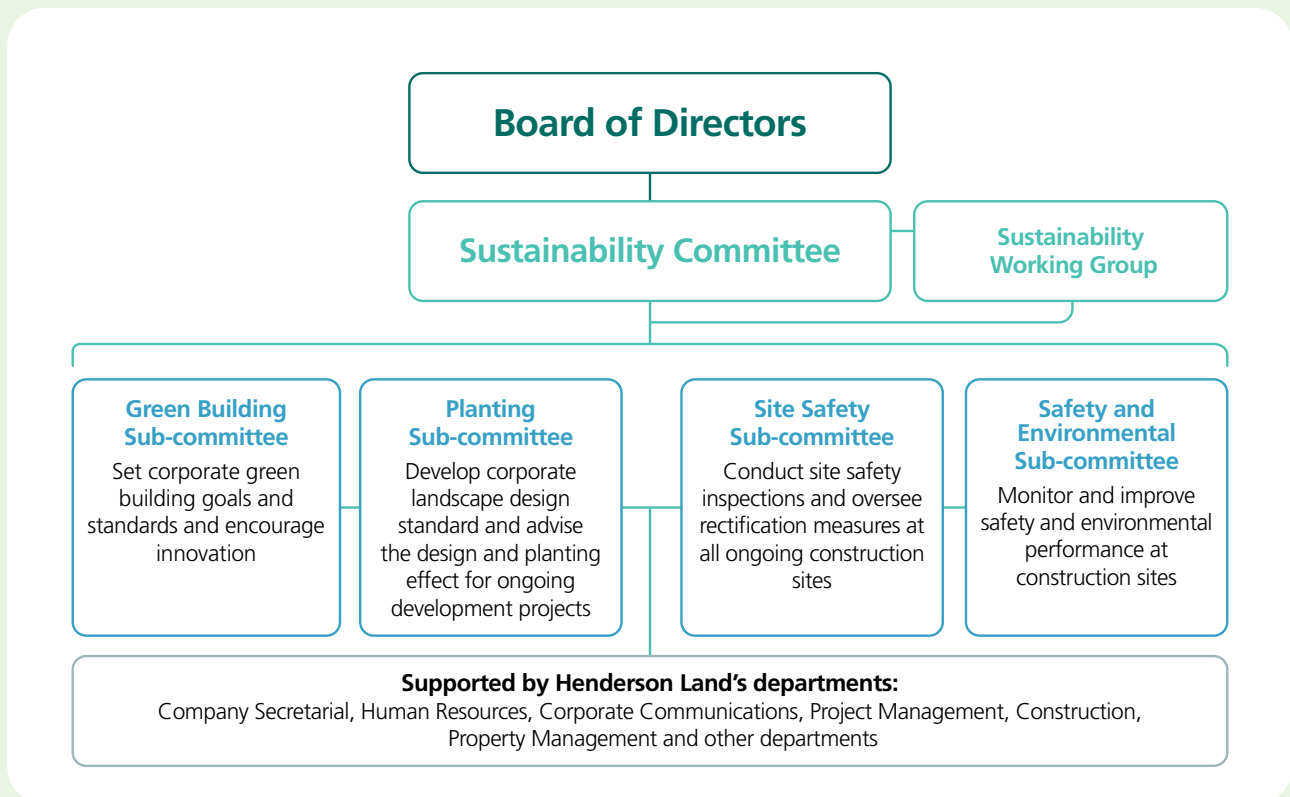 Board of Directors
Sustainability Committee
Sustainability
Working Group
Green Building
Sub-committee
Set corporate green
building goals and
standards and encourage
innovation
Planting
Sub-committee
Develop corporate
landscape design
standard and advise
the design and planting
effect for ongoing
development projects
Site Safety
Sub-committee
Conduct site safety
inspections and oversee
rectification measures at
all ongoing construction
sites
Safety and
Environmental
Sub-committee
Monitor and improve
safety and environmental
performance at
construction sites
Supported by Henderson Land’s departments:
Company Secretarial, Human Resources, Corporate Communications, Project Management, Construction,
Property Management and other departments